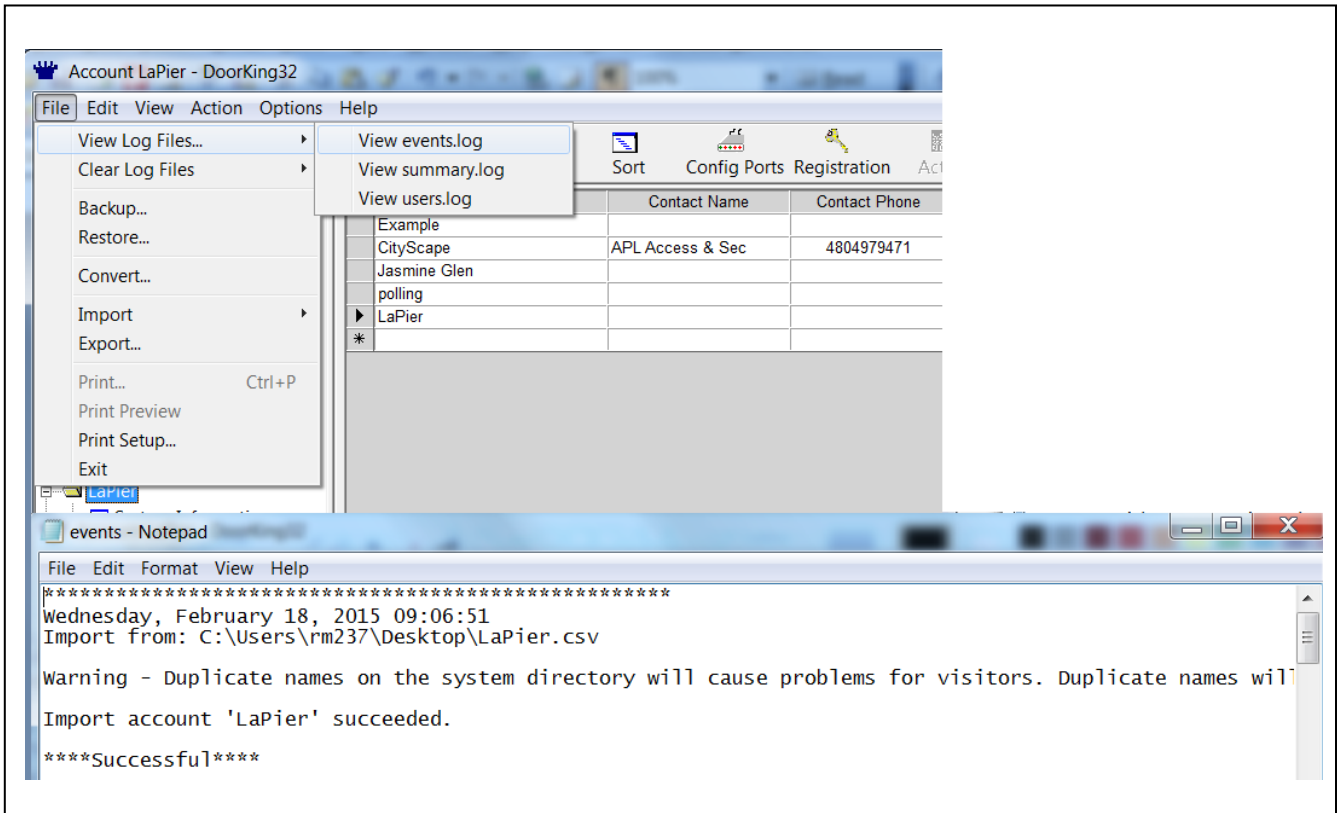 Account LaPier - DoorKing32
File Edit View Action Options Help
View Log Files...
Clear Log Files
Backup...
Restore...
Convert...
Import
Export...
Print... Ctrl+P
Print Preview
Print Setup...
Exit
View events.log
View summary.log
View users.log
Sort Config Ports Registration
Contact Name Contact Phone
Example
CityScape APL Access & Sec 4804979471
Jasmine Glen
polling
LaPier
LaPier
events - Notepad
File Edit Format View Help
****************************************************
Wednesday, February 18, 2015 09:06:51
Import from: C:\Users\rm237\Desktop\LaPier.csv
Warning - Duplicate names on the system directory will cause problems for visitors. Duplicate names will
Import account 'LaPier' succeeded.
****Successful****